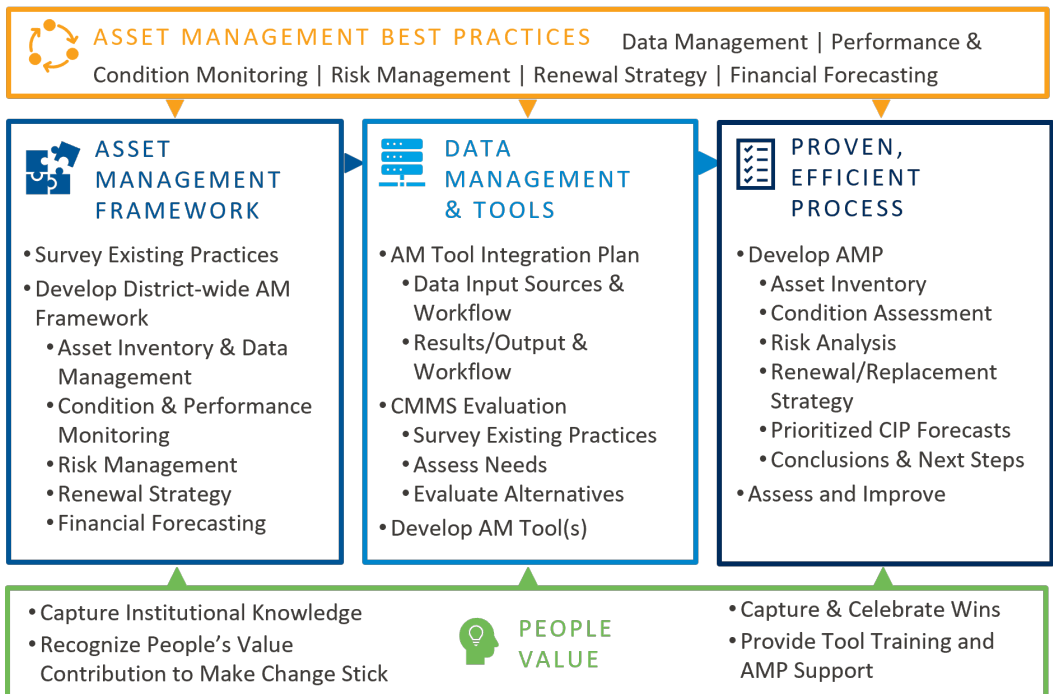 ASSET MANAGEMENT BEST PRACTICES Data Management | Performance &
Condition Monitoring | Risk Management | Renewal Strategy | Financial Forecasting
ASSET
MANAGEMENT
FRAMEWORK
• Survey Existing Practices
• Develop District-wide AM
Framework
• Asset Inventory & Data
Management
• Condition & Performance
Monitoring
• Risk Management
• Renewal Strategy
• Financial Forecasting
DATA
MANAGEMENT
& TOOLS
• AM Tool Integration Plan
• Data Input Sources &
Workflow
• Results/Output &
Workflow
• CMMS Evaluation
• Survey Existing Practices
• Assess Needs
• Evaluate Alternatives
• Develop AM Tool(s)
PROVEN,
EFFICIENT
PROCESS
• Develop AMP
• Asset Inventory
• Condition Assessment
• Risk Analysis
• Renewal/Replacement
Strategy
• Prioritized CIP Forecasts
• Conclusions & Next Steps
• Assess and Improve
• Capture Institutional Knowledge
• Recognize People’s Value
Contribution to Make Change Stick
PEOPLE
VALUE
• Capture & Celebrate Wins
• Provide Tool Training and
AMP Support